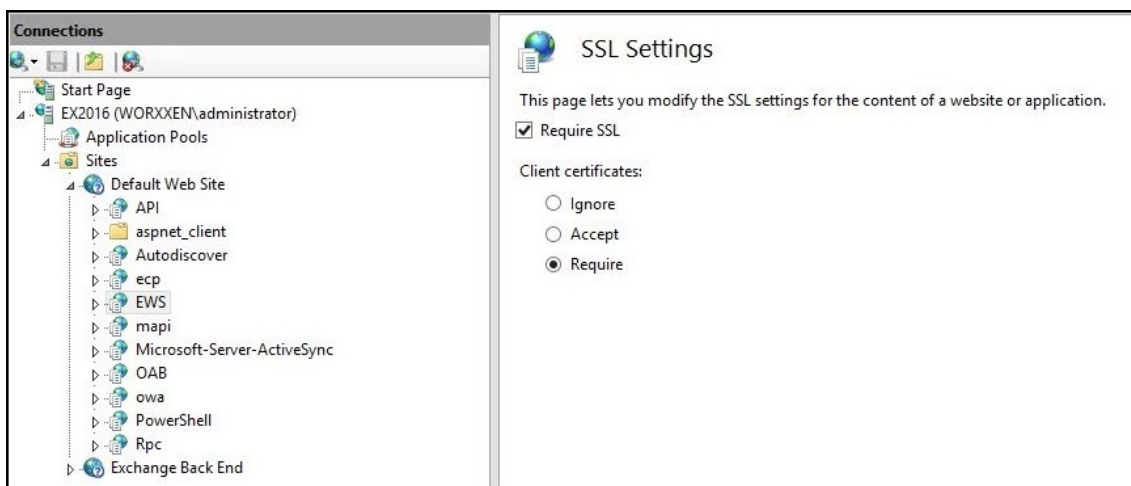 Connections
Start Page
EX2016 (WORXXEN\administrator)
Application Pools
Sites
Default Web Site
API
aspnet_client
Autodiscover
ecp
EWS
mapi
Microsoft-Server-ActiveSync
OAB
owa
PowerShell
Rpc
Exchange Back End
SSL Settings
This page lets you modify the SSL settings for the content of a website or application.
Require SSL
Client certificates:
Ignore
Accept
Require